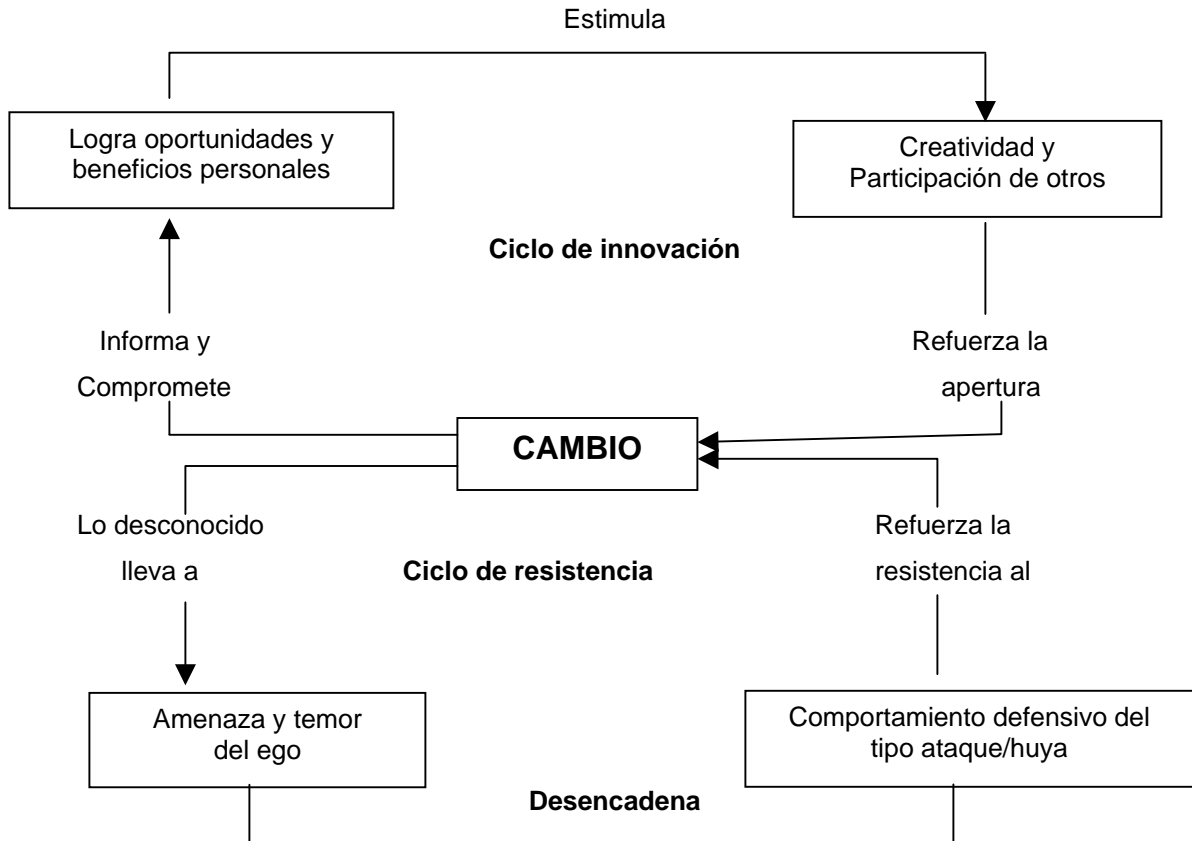 Estimula
Logra oportunidades y
beneficios personales
Creatividad y
Participación de otros
Ciclo de innovación
Informa y
Compromete
Refuerza la
apertura
CAMBIO
Lo desconocido
lleva a
Ciclo de resistencia
Refuerza la
resistencia al
Amenaza y temor
del ego
Comportamiento defensivo del
tipo ataque/huya
Desencadena